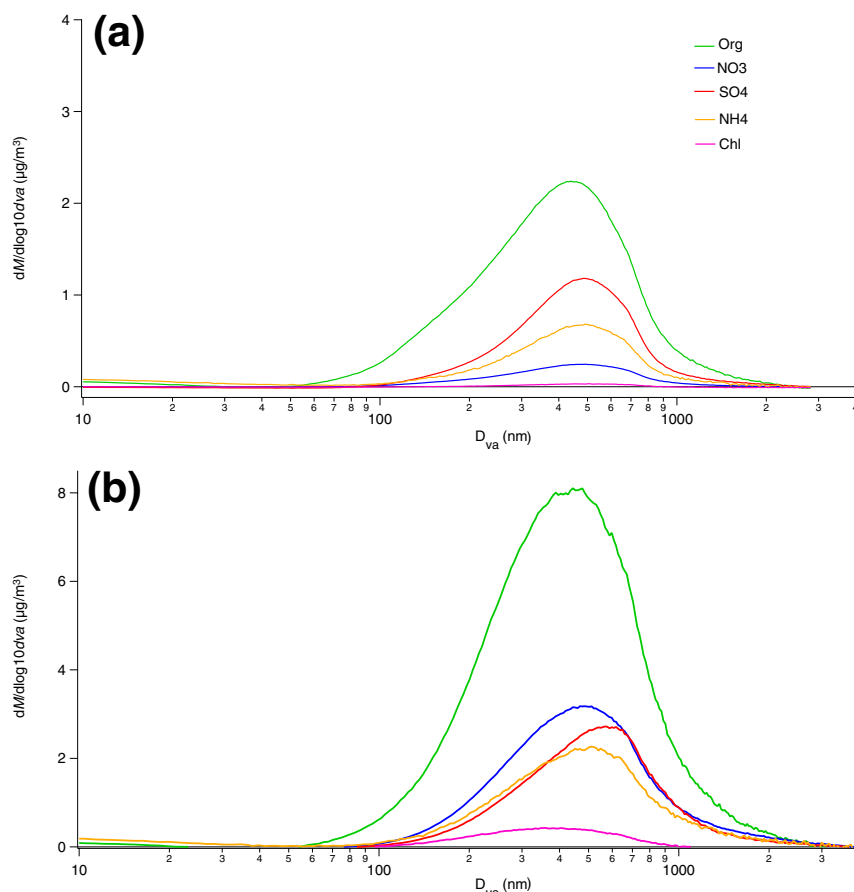 (a)
4
3
2
1
0
dM/dlog10dva (µg/m³)
Org
NO3
SO4
NH4
Chl
10 2 3 4 5 6 7 8 9 100 2 3 4 5 6 7 8 9 1000 2 3 4
Dva (nm)
(b)
8
6
4
2
0
dM/dlog10dva (µg/m³)
10 2 3 4 5 6 7 8 9 100 2 3 4 5 6 7 8 9 1000 2 3 4
Dva (nm)